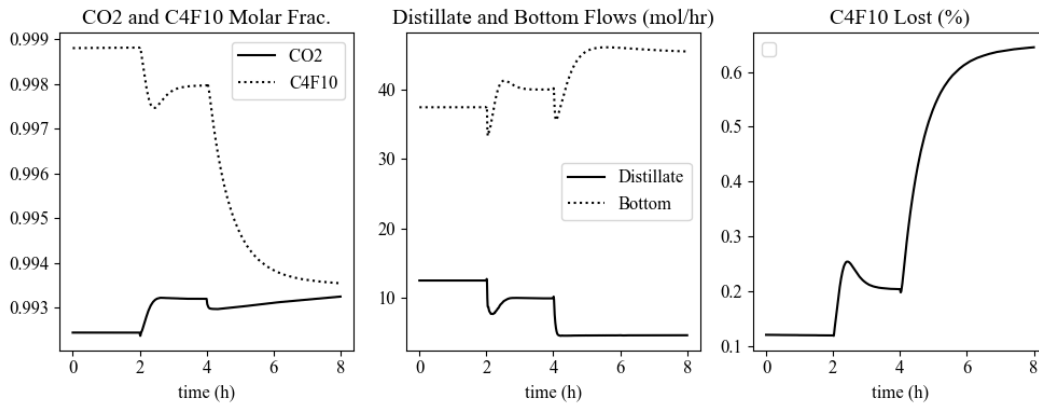 CO2 and C4F10 Molar Frac.
0.999
0.998
0.997
0.996
0.995
0.994
0.993
CO2
C4F10
0 2 4 6 8
time (h)
Distillate and Bottom Flows (mol/hr)
40
30
20
10
Distillate
Bottom
0 2 4 6 8
time (h)
C4F10 Lost (%)
0.6
0.5
0.4
0.3
0.2
0.1
0 2 4 6 8
time (h)